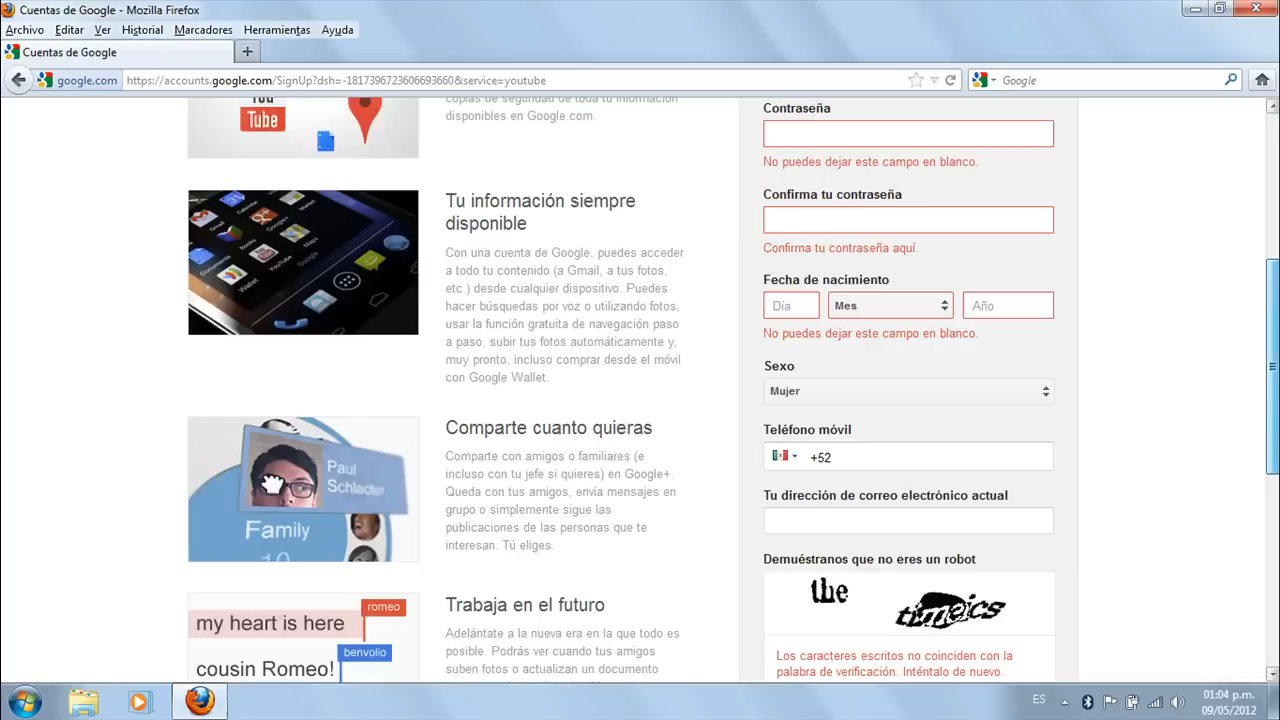 Cuentas de Google - Mozilla Firefox
Archivo Editar Ver Historial Marcadores Herramientas Ayuda
Cuentas de Google
google.com https://accounts.google.com/SignUp?dsh=-1817396723606693660&service=youtube
Google
You
Tube
copias de seguridad de toda tu información
disponibles en Google.com.
Tu información siempre
disponible
Con una cuenta de Google, puedes acceder
a todo tu contenido (a Gmail, a tus fotos,
etc.) desde cualquier dispositivo. Puedes
hacer búsquedas por voz o utilizando fotos,
usar la función gratuita de navegación paso
a paso, subir tus fotos automáticamente y,
muy pronto, incluso comprar desde el móvil
con Google Wallet.
Paul
Schlacter
Family
10
Comparte cuanto quieras
Comparte con amigos o familiares (e
incluso con tu jefe si quieres) en Google+.
Queda con tus amigos, envía mensajes en
grupo o simplemente sigue las
publicaciones de las personas que te
interesan. Tú eliges.
romeo
my heart is here
benvolio
cousin Romeo!
Trabaja en el futuro
Adelántate a la nueva era en la que todo es
posible. Podrás ver cuando tus amigos
suben fotos o actualizan un documento
Contraseña
No puedes dejar este campo en blanco.
Confirma tu contraseña
Confirma tu contraseña aquí.
Fecha de nacimiento
Día Mes Año
No puedes dejar este campo en blanco.
Sexo
Mujer
Teléfono móvil
+52
Tu dirección de correo electrónico actual
Demuéstranos que no eres un robot
the
Los caracteres escritos no coinciden con la
palabra de verificación. Inténtalo de nuevo.
ES
01:04 p.m.
09/05/2012